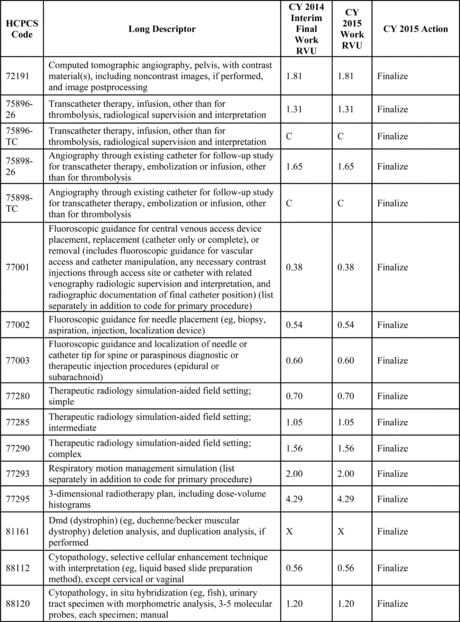 HCPCS Code Long Descriptor CY 2014 Interim Final Work RVU CY 2015 Work RVU CY 2015 Action
72191 Computed tomographic angiography, pelvis, with contrast
material(s), including noncontrast images, if performed, 1.81 1.81 Finalize
and image postprocessing
75896-26 Transcatheter therapy, infusion, other than for
thrombolysis, radiological supervision and interpretation 1.31 1.31 Finalize
75896-TC Transcatheter therapy, infusion, other than for
thrombolysis, radiological supervision and interpretation C C Finalize
75898-26 Angiography through existing catheter for follow-up study
for transcatheter therapy, embolization or infusion, other 1.65 1.65 Finalize
than for thrombolysis
75898-TC Angiography through existing catheter for follow-up study
for transcatheter therapy, embolization or infusion, other C C Finalize
than for thrombolysis
77001 Fluoroscopic guidance for central venous access device
placement, replacement (catheter only or complete), or
removal (includes fluoroscopic guidance for vascular
access and catheter manipulation, any necessary contrast
injections through access site or catheter with related 0.38 0.38 Finalize
venography radiologic supervision and interpretation, and
radiographic documentation of final catheter position) (list
separately in addition to code for primary procedure)
77002 Fluoroscopic guidance for needle placement (eg, biopsy,
aspiration, injection, localization device) 0.54 0.54 Finalize
77003 Fluoroscopic guidance and localization of needle or
catheter tip for spine or paraspinous diagnostic or
therapeutic injection procedures (epidural or 0.60 0.60 Finalize
subarachnoid)
77280 Therapeutic radiology simulation-aided field setting;
simple 0.70 0.70 Finalize
77285 Therapeutic radiology simulation-aided field setting;
intermediate 1.05 1.05 Finalize
77290 Therapeutic radiology simulation-aided field setting;
complex 1.56 1.56 Finalize
77293 Respiratory motion management simulation (list
separately in addition to code for primary procedure) 2.00 2.00 Finalize
77295 3-dimensional radiotherapy plan, including dose-volume
histograms 4.29 4.29 Finalize
81161 Dmd (dystrophin) (eg, duchenne/becker muscular
dystrophy) deletion analysis, and duplication analysis, if X X Finalize
performed
88112 Cytopathology, selective cellular enhancement technique
with interpretation (eg, liquid based slide preparation 0.56 0.56 Finalize
method), except cervical or vaginal
88120 Cytopathology, in situ hybridization (eg, fish), urinary
tract specimen with morphometric analysis, 3-5 molecular 1.20 1.20 Finalize
probes, each specimen; manual